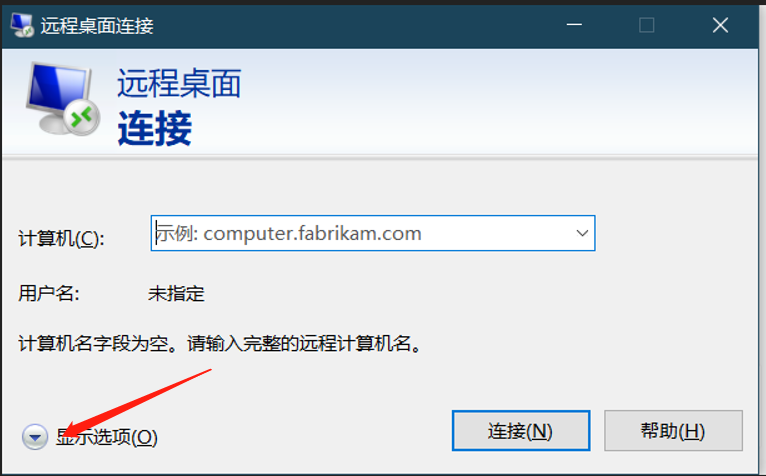 远程桌面连接
远程桌面
连接
计算机(C):
示例: computer.fabrikam.com
用户名:
未指定
计算机名字段为空。请输入完整的远程计算机名。
显示选项(O)
连接(N)
帮助(H)